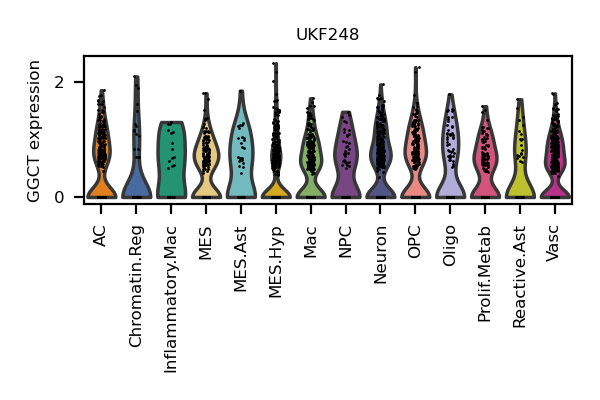 UKF248
GGCT expression
2
0
AC
Chromatin.Reg
Inflammatory.Mac
MES
MES.Ast
MES.Hyp
Mac
NPC
Neuron
OPC
Oligo
Prolif.Metab
Reactive.Ast
Vasc